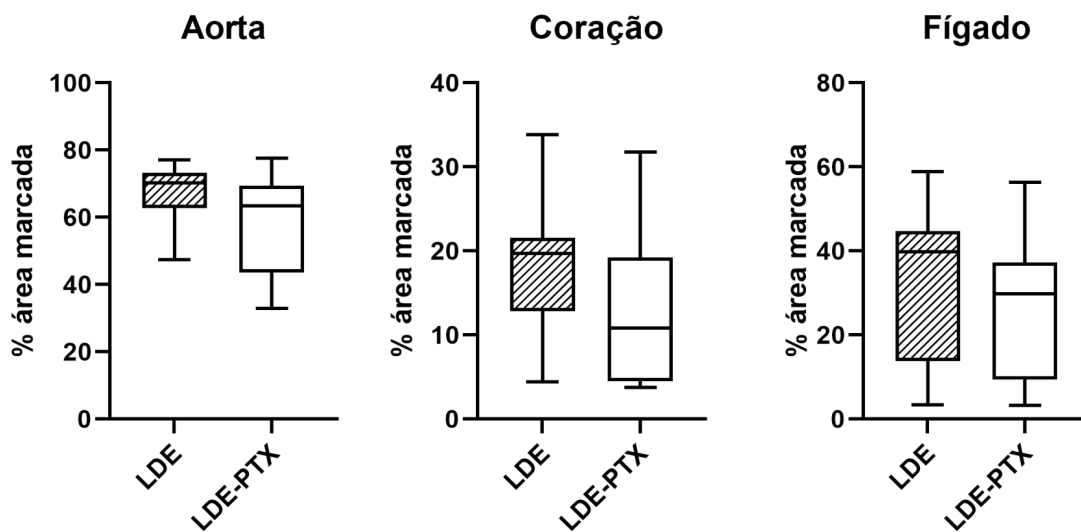 Aorta
% área marcada
100
80
60
40
20
0
LDE
LDE-PTX
Coração
% área marcada
40
30
20
10
0
LDE
LDE-PTX
Fígado
% área marcada
80
60
40
20
0
LDE
LDE-PTX